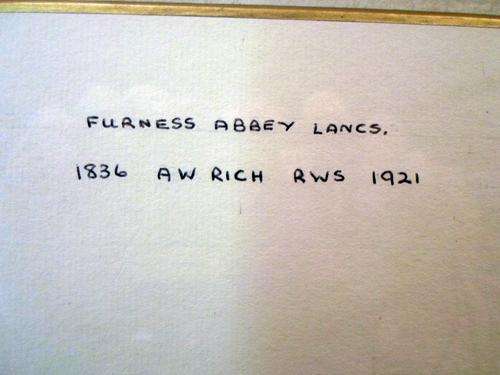 FURNESS ABBEY LANCS.
1836 AW RICH RWS 1921